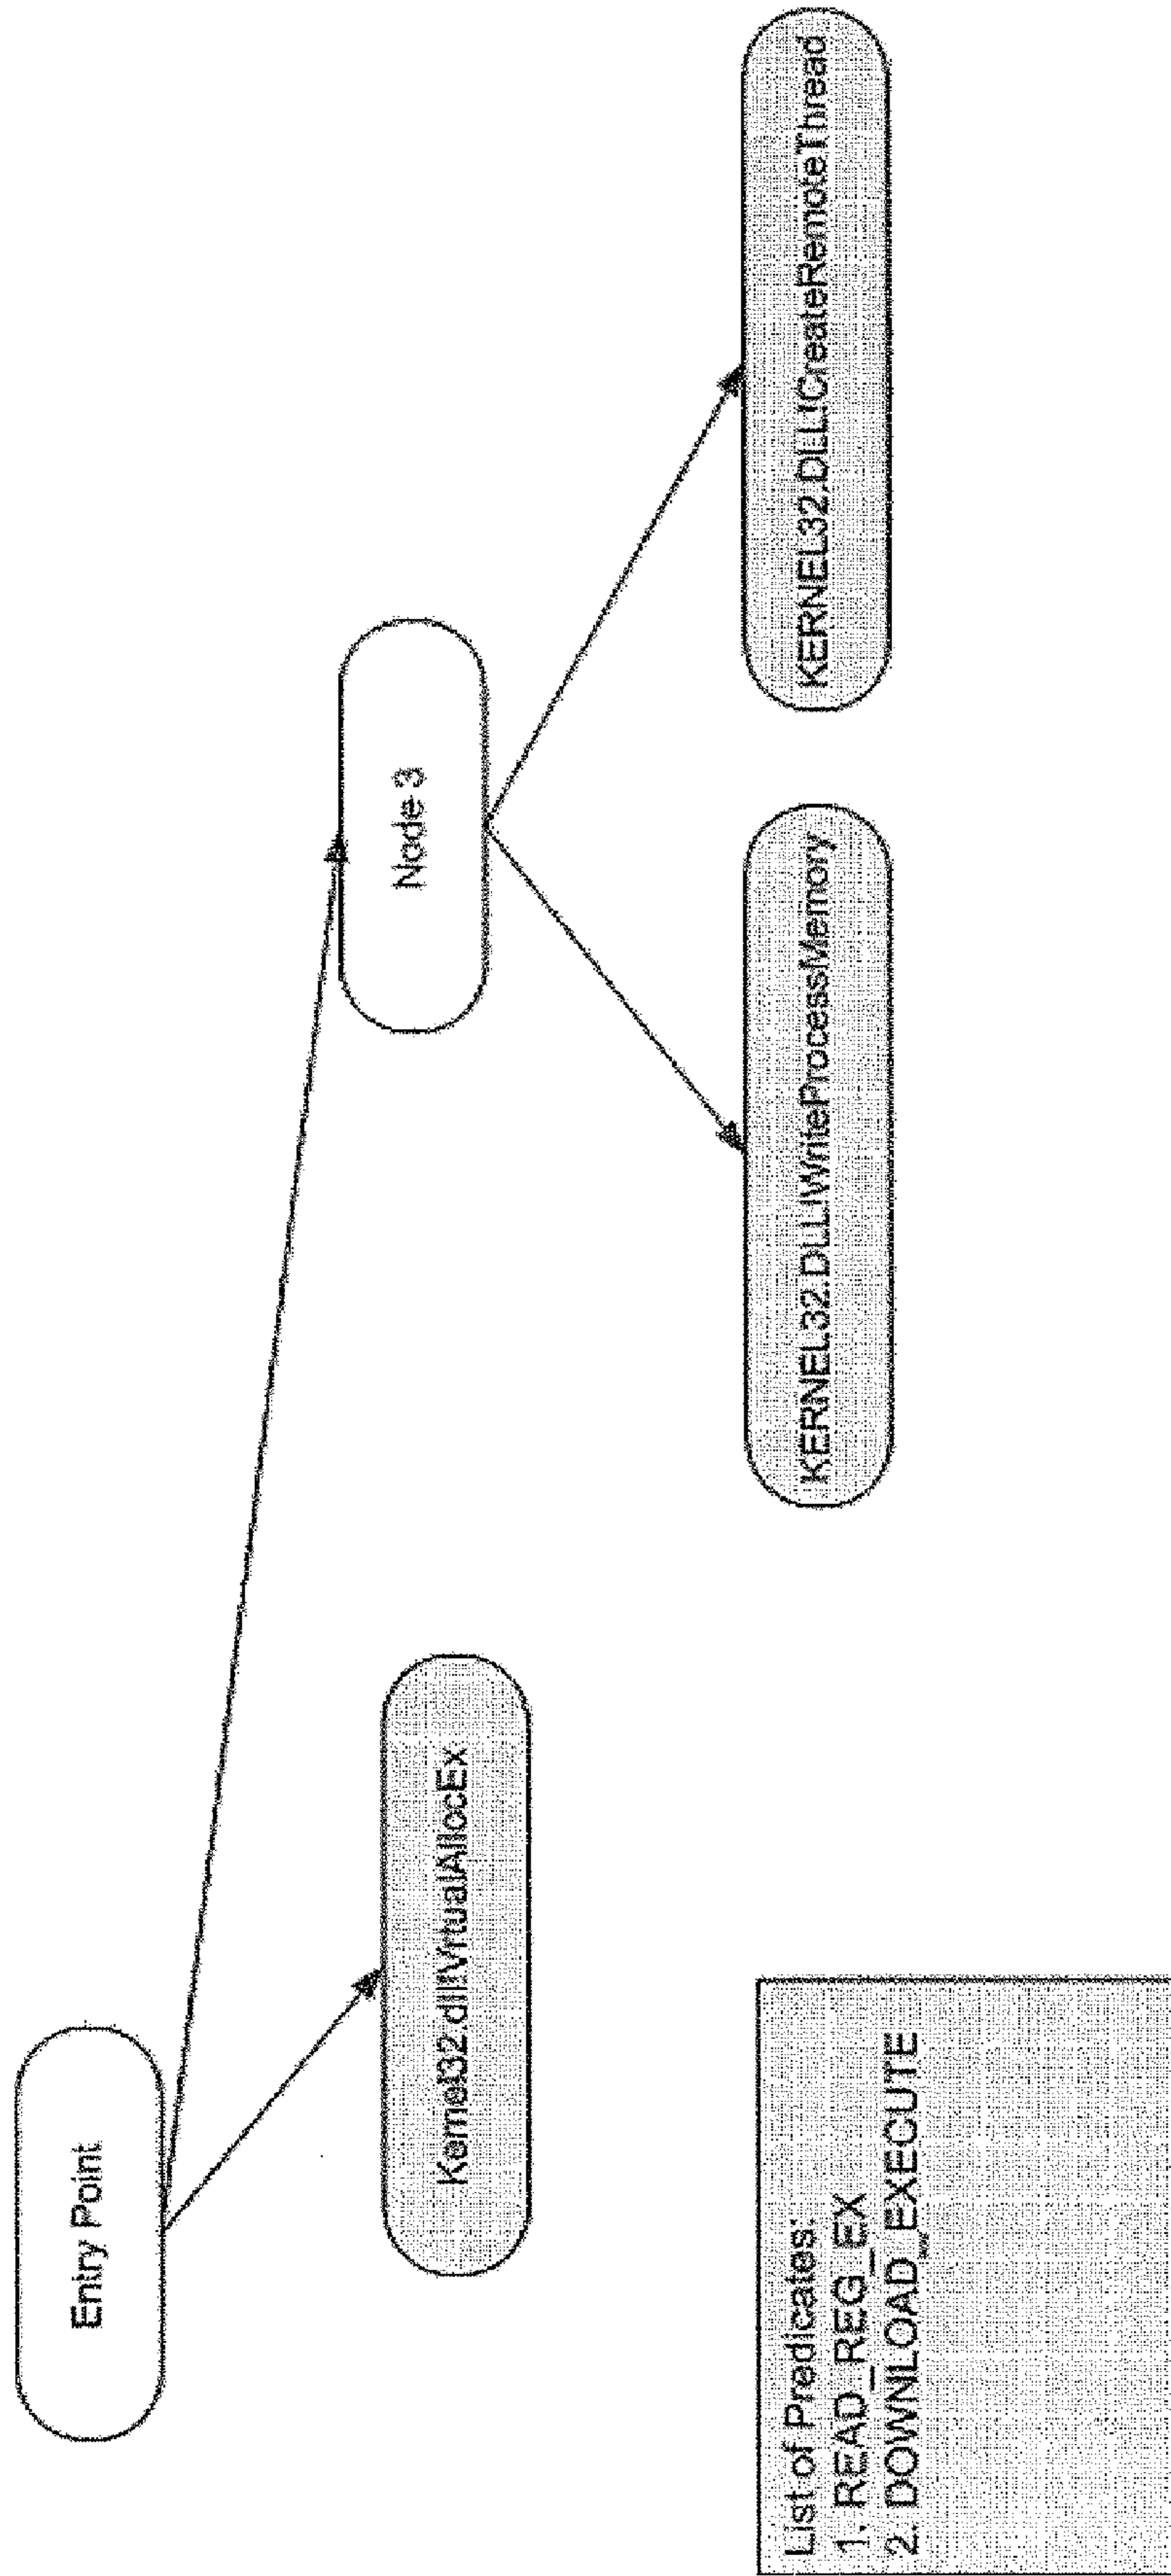 Entry Point
Kernel32.dll!VrtualAllocEx
Node 3
KERNEL32.DLL!WriteProcessMemory
KERNEL32.DLL!CreateRemoteThread
List of Predicates:
1. READ_REG_EX
2. DOWNLOAD_EXECUTE